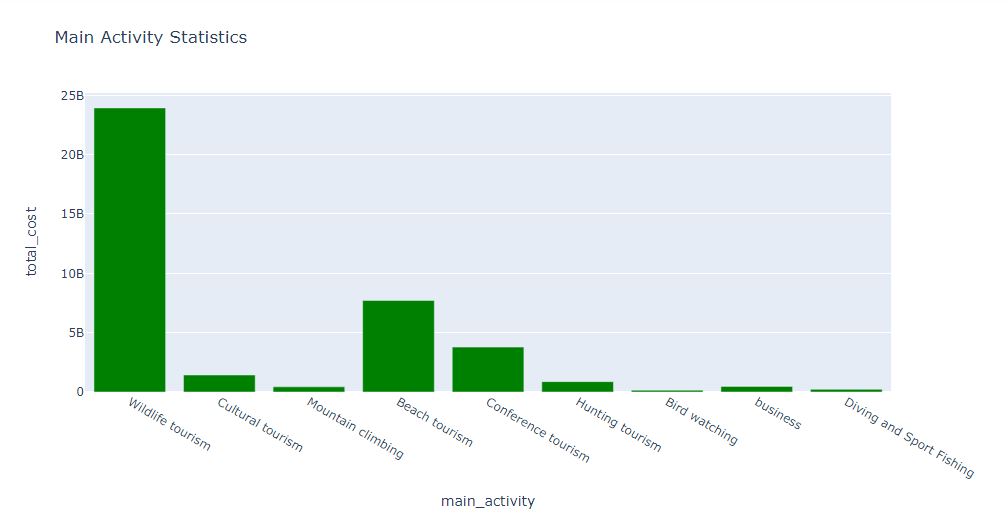 Main Activity Statistics
25B
20B
15B
10B
5B
0
total_cost
Wildlife tourism
Cultural tourism
Mountain climbing
Beach tourism
Conference tourism
Hunting tourism
Bird watching
business
Diving and Sport Fishing
main_activity